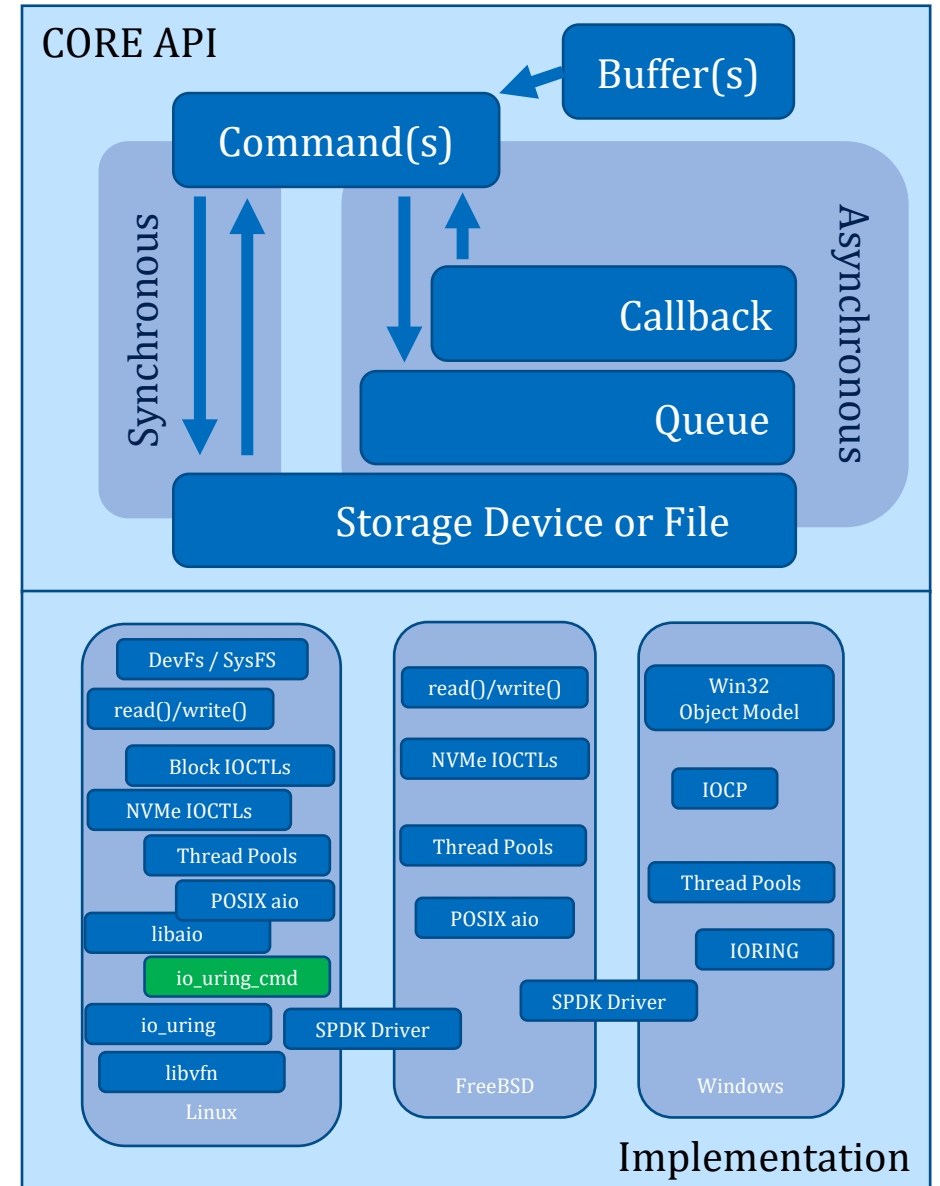 CORE API
Buffer(s)
Command(s)
Synchronous
Asynchronous
Callback
Queue
Storage Device or File
DevFs / SysFS
read()/write()
Block IOCTLs
NVMe IOCTLs
Thread Pools
POSIX aio
libaio
io_uring_cmd
io_uring
SPDK Driver
libvfn
Linux
read()/write()
NVMe IOCTLs
Thread Pools
POSIX aio
SPDK Driver
FreeBSD
Win32
Object Model
IOCP
Thread Pools
IORING
Windows
Implementation